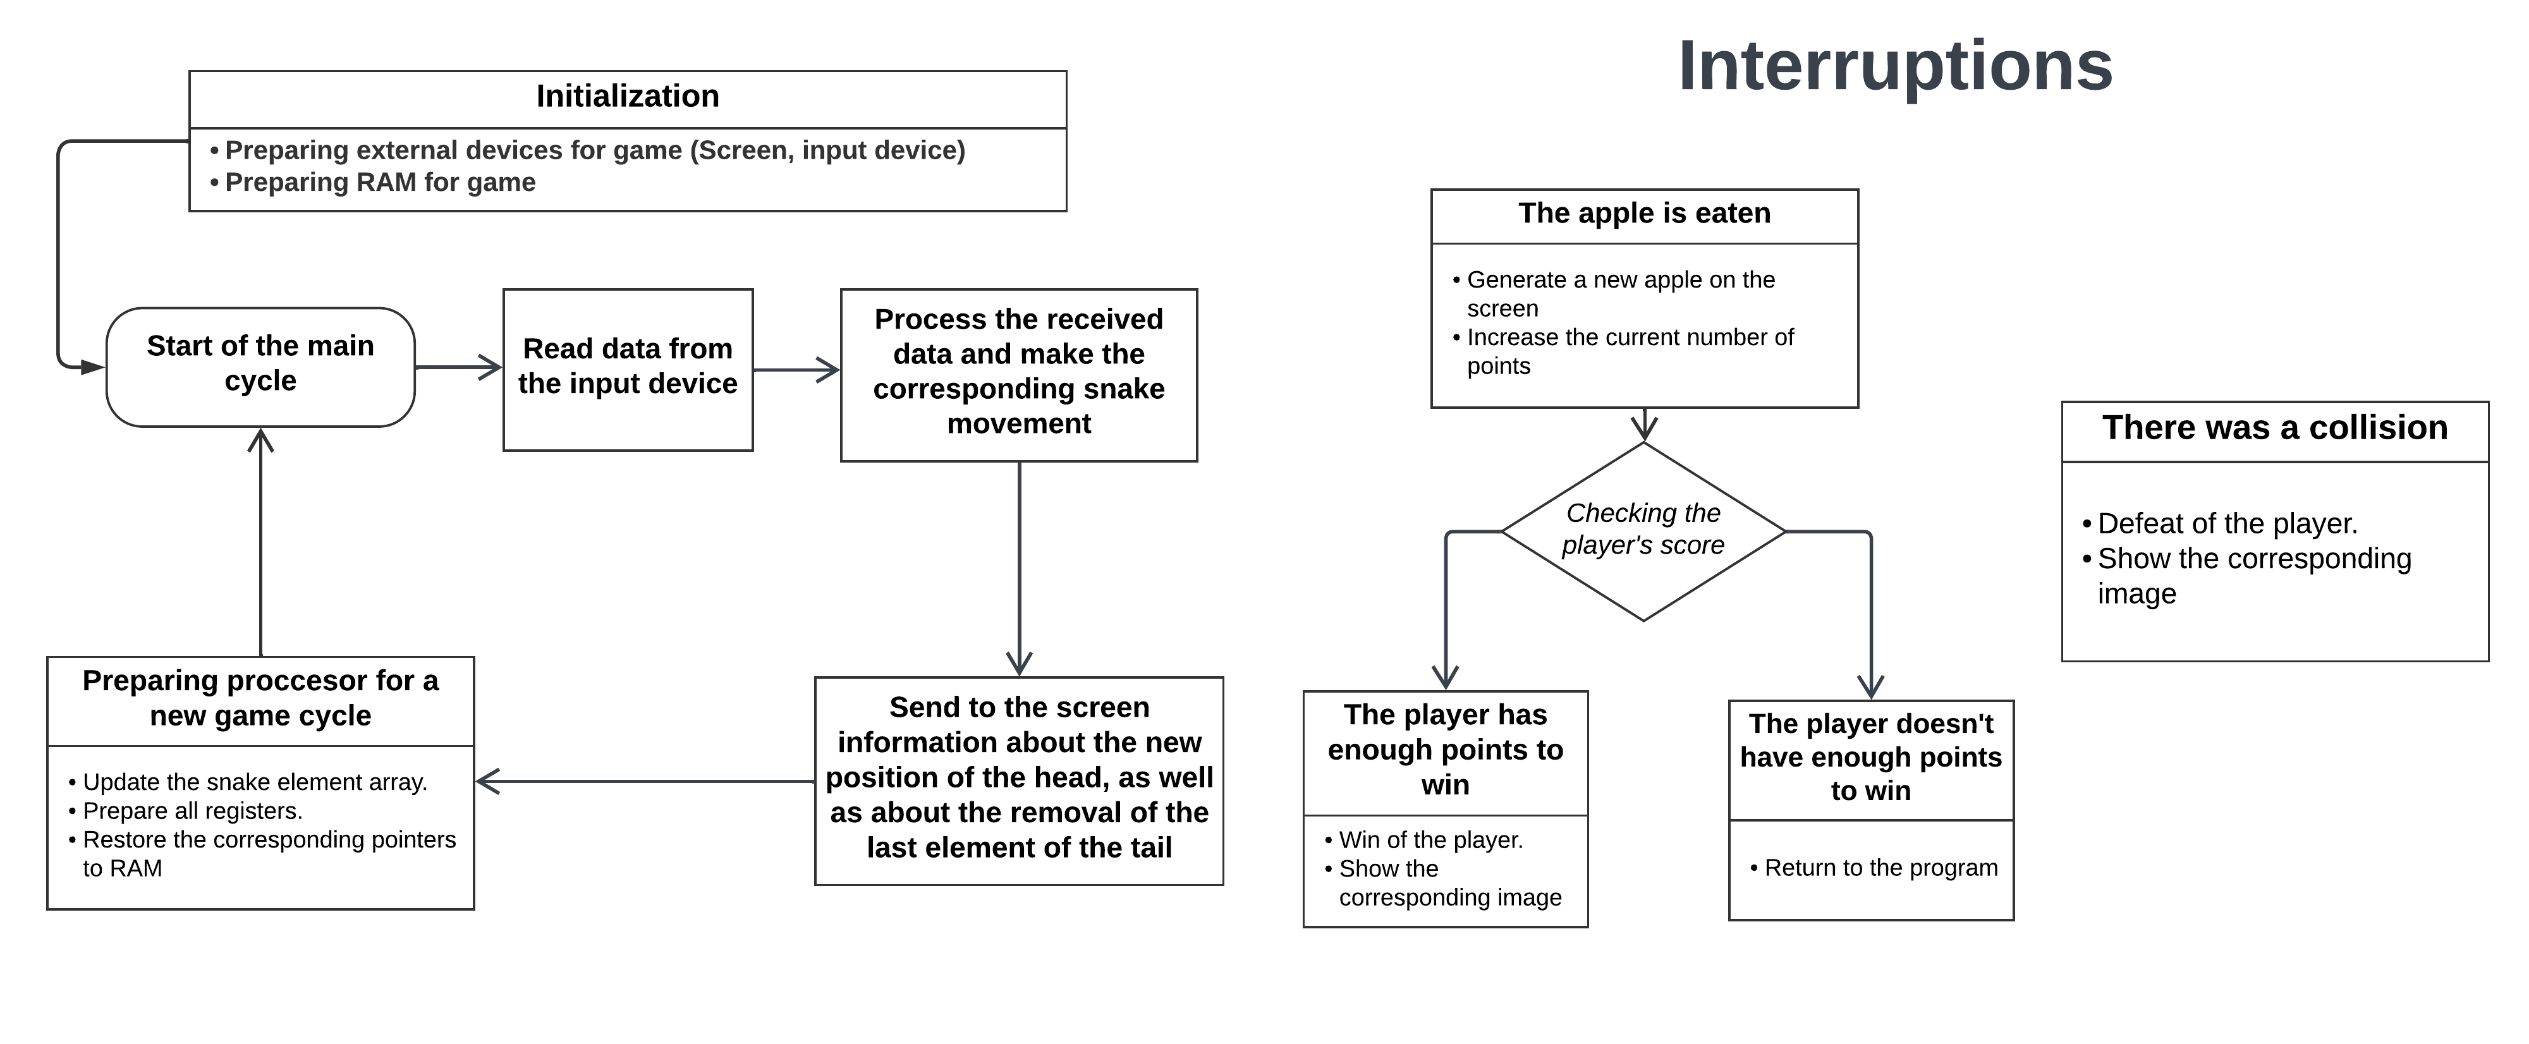 Interruptions
Initialization
• Preparing external devices for game (Screen, input device)
• Preparing RAM for game
Start of the main
cycle
Read data from
the input device
Process the received
data and make the
corresponding snake
movement
Send to the screen
information about the new
position of the head, as well
as about the removal of the
last element of the tail
Preparing proccesor for a
new game cycle
• Update the snake element array.
• Prepare all registers.
• Restore the corresponding pointers
to RAM
The apple is eaten
• Generate a new apple on the
screen
• Increase the current number of
points
Checking the
player's score
The player has
enough points to
win
• Win of the player.
• Show the
corresponding image
The player doesn't
have enough points
to win
• Return to the program
There was a collision
• Defeat of the player.
• Show the corresponding
image